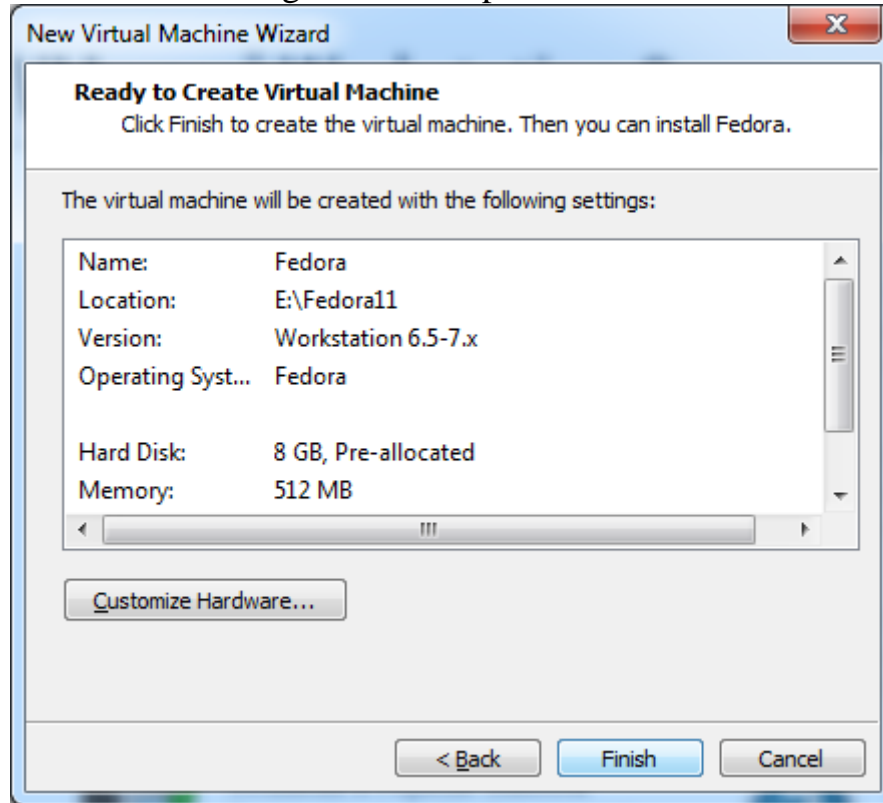 New Virtual Machine Wizard
Ready to Create Virtual Machine
Click Finish to create the virtual machine. Then you can install Fedora.
The virtual machine will be created with the following settings:
Name: Fedora
Location: E:\Fedora11
Version: Workstation 6.5-7.x
Operating Syst... Fedora
Hard Disk: 8 GB, Pre-allocated
Memory: 512 MB
Customize Hardware...
< Back Finish Cancel